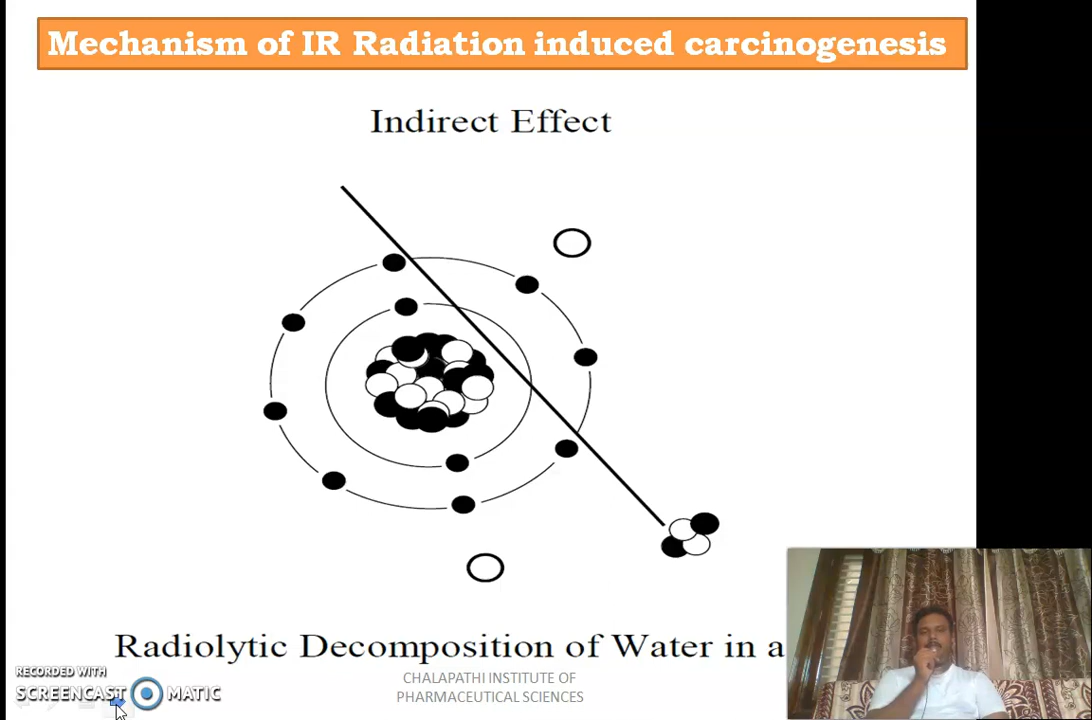 Mechanism of IR Radiation induced carcinogenesis
Indirect Effect
Radiolytic Decomposition of Water in a
RECORDED WITH
SCREENCAST MATIC
CHALAPATHI INSTITUTE OF
PHARMACEUTICAL SCIENCES